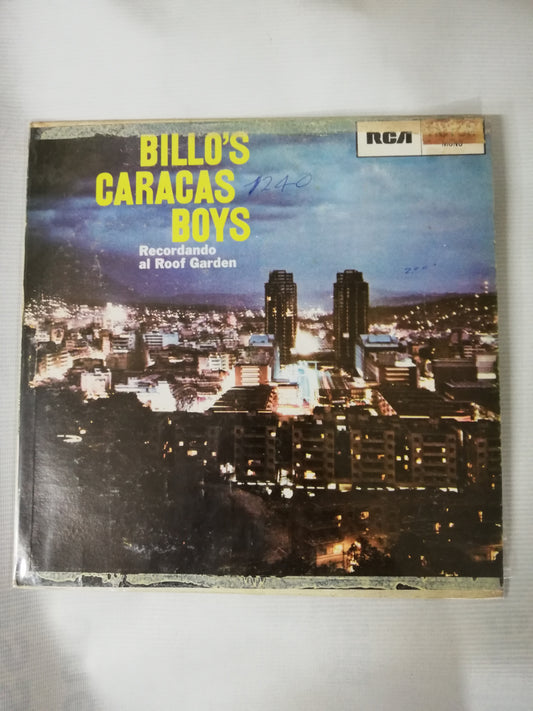 BILLO'S
CARACAS
BOYS
Recordando
al Roof Garden
1240
RCA
MONO